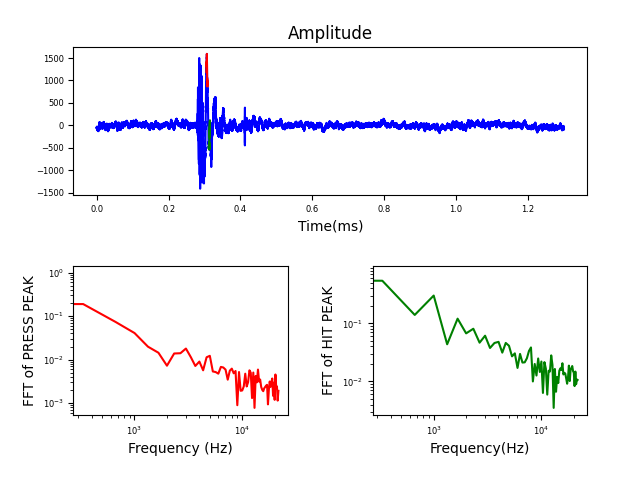 Amplitude
1500
1000
500
0
−500
−1000
−1500
0.0 0.2 0.4 0.6 0.8 1.0 1.2
Time(ms)
FFT of PRESS PEAK
10⁰
10⁻¹
10⁻²
10⁻³
10³ 10⁴
Frequency (Hz)
FFT of HIT PEAK
10⁻¹
10⁻²
10³ 10⁴
Frequency(Hz)